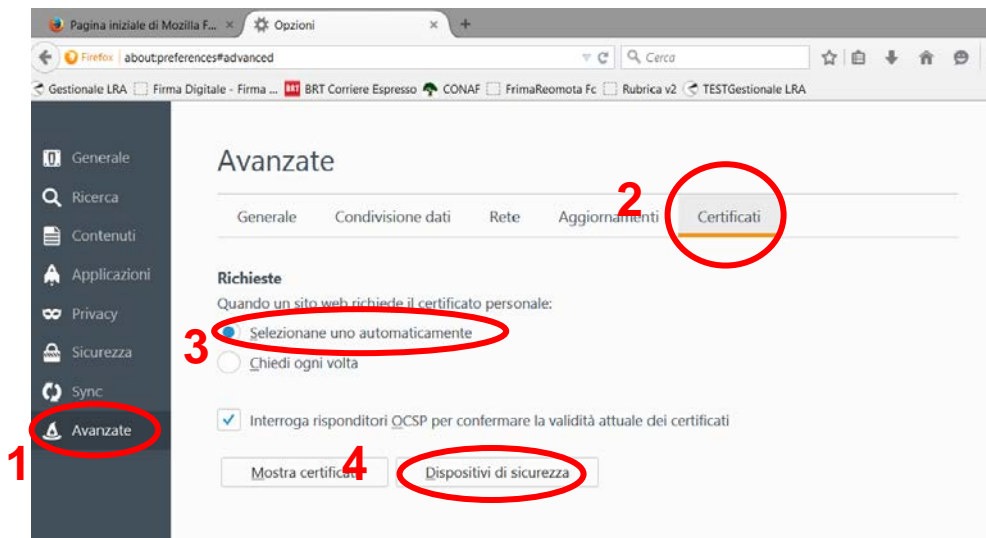 Pagina iniziale di Mozilla F... × Opzioni × +
Firefox about:preferences#advanced Cerca
Gestionale LRA Firma Digitale - Firma ... BRT Corriere Espresso CONAF FrimaReomota Fc Rubrica v2 TESTGestionale LRA
Generale
Ricerca
Contenuti
Applicazioni
Privacy
Sicurezza
Sync
Avanzate
1
Avanzate
2
Generale Condivisione dati Rete Aggiornamenti Certificati
Richieste
Quando un sito web richiede il certificato personale:
3
Selezionane uno automaticamente
Chiedi ogni volta
Interroga risponditori OCSP per confermare la validità attuale dei certificati
Mostra 4 Dispositivi di sicurezza